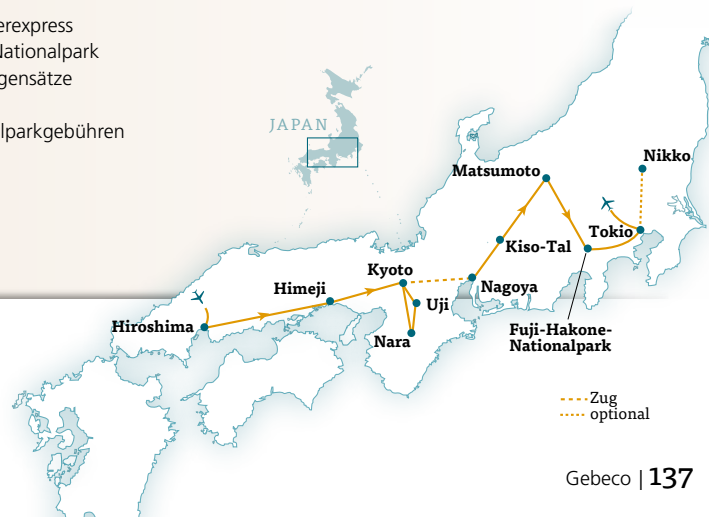 erexpress
Nationalpark
gensätze
lparkgebühren
JAPAN
Nikko
Matsumoto
Tokio
Kiso-Tal
Kyoto
Nagoya
Himeji
Uji
Hiroshima
Nara
Fuji-Hakone-
Nationalpark
Zug
optional
Gebeco | 137